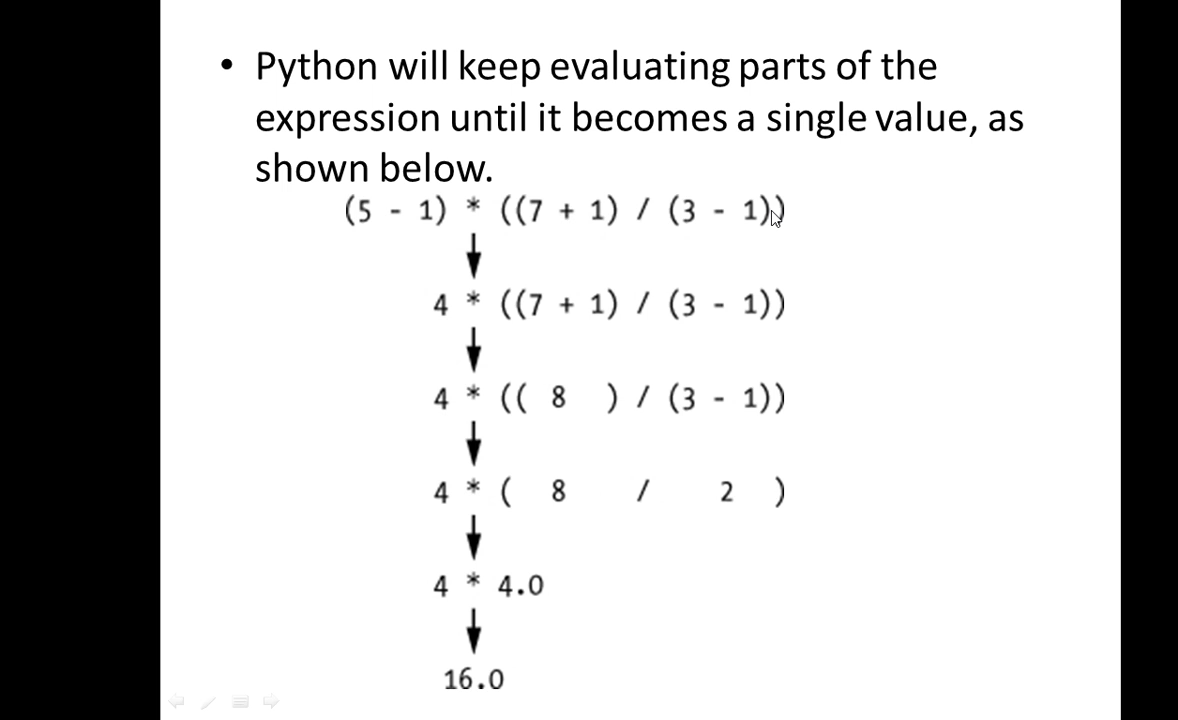 • Python will keep evaluating parts of the
expression until it becomes a single value, as
shown below.
(5 - 1) * ((7 + 1) / (3 - 1))
4 * ((7 + 1) / (3 - 1))
4 * (( 8 ) / (3 - 1))
4 * ( 8 / 2 )
4 * 4.0
16.0